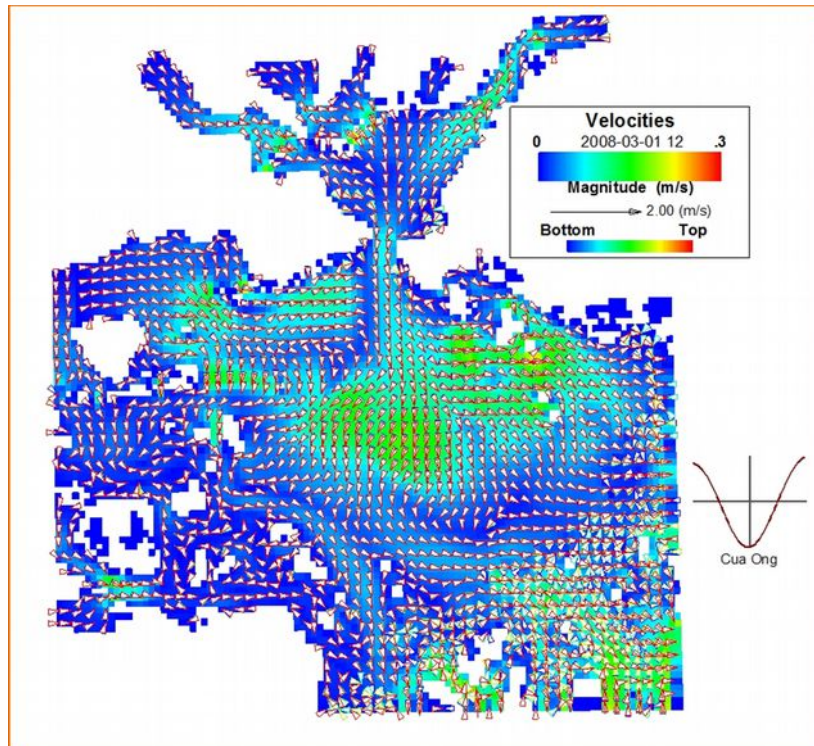 Velocities
0 2008-03-01 12 .3
Magnitude (m/s)
2.00 (m/s)
Bottom Top
Cua Ong